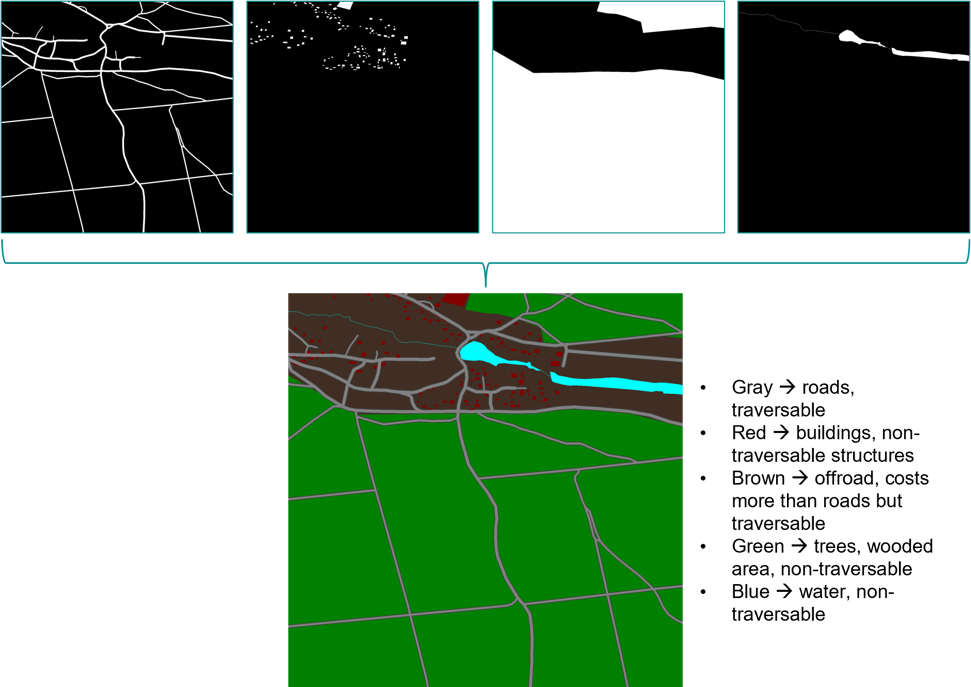 • Gray → roads,
traversable
• Red → buildings, non-
traversable structures
• Brown → offroad, costs
more than roads but
traversable
• Green → trees, wooded
area, non-traversable
• Blue → water, non-
traversable